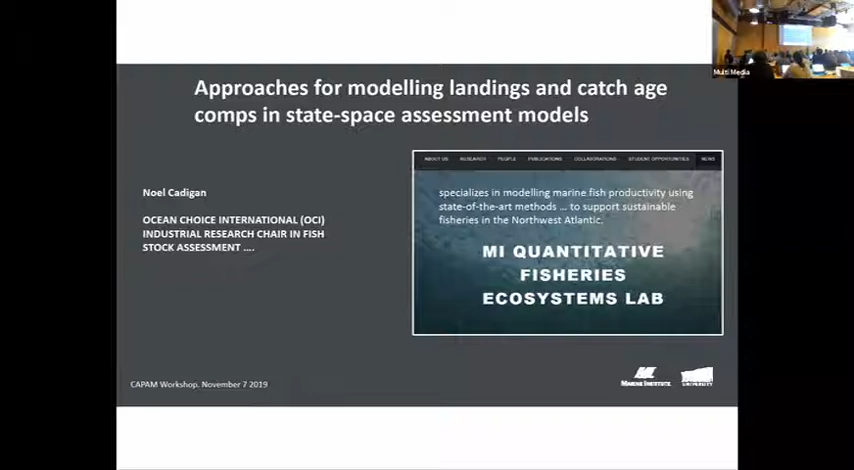 Multi Media
Approaches for modelling landings and catch age
comps in state-space assessment models
Noel Cadigan
OCEAN CHOICE INTERNATIONAL (OCI)
INDUSTRIAL RESEARCH CHAIR IN FISH
STOCK ASSESSMENT ....
ABOUT US RESEARCH PEOPLE PUBLICATIONS COLLABORATIONS STUDENT OPPORTUNITIES NEWS
specializes in modelling marine fish productivity using
state-of-the-art methods ... to support sustainable
fisheries in the Northwest Atlantic.
MI QUANTITATIVE
FISHERIES
ECOSYSTEMS LAB
CAPAM Workshop. November 7 2019
MARINE INSTITUTE
UNIVERSITY